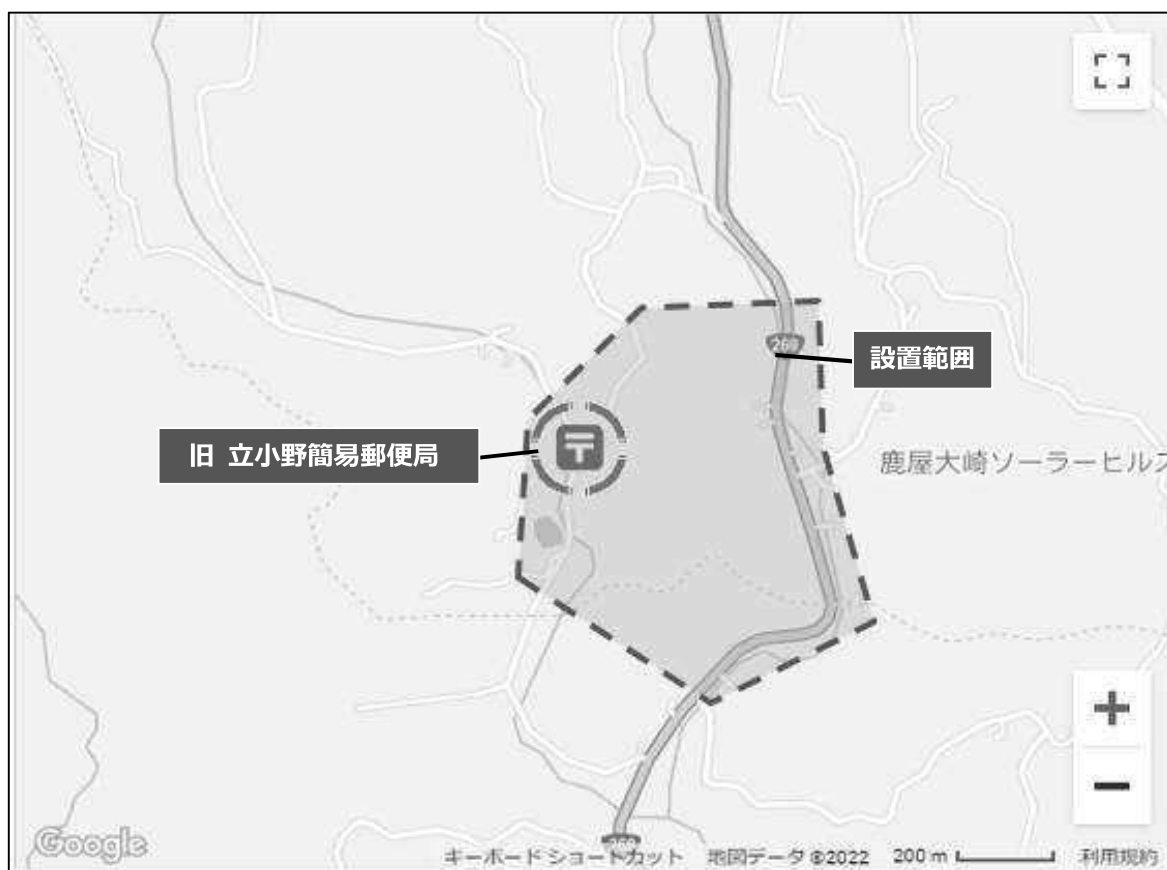 269
設置範囲
旧 立小野簡易郵便局
鹿屋大崎ソーラーヒルズ
269
Google
キーボード ショートカット 地図データ ©2022 200 m 利用規約